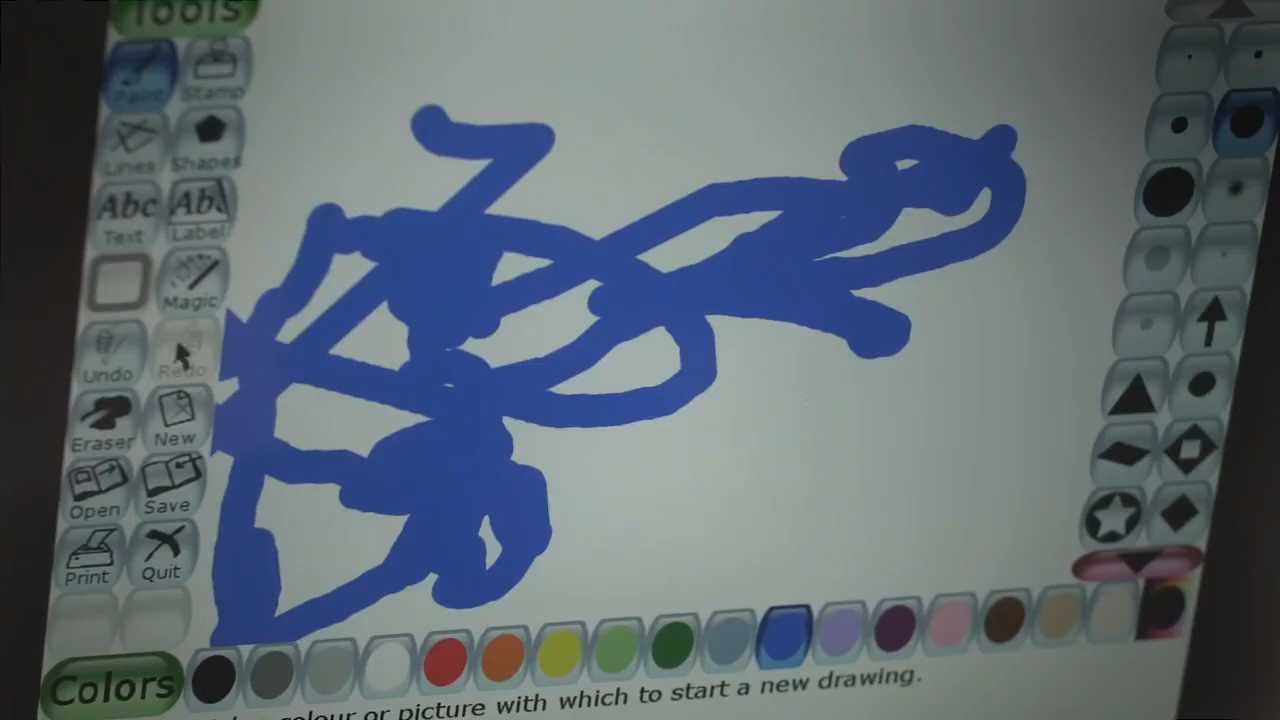 Tools
Paint Stamp
Lines Shapes
Abc Abc
Text Label
Magic
Undo Redo
Eraser New
Open Save
Print Quit
Colors
colour or picture with which to start a new drawing.